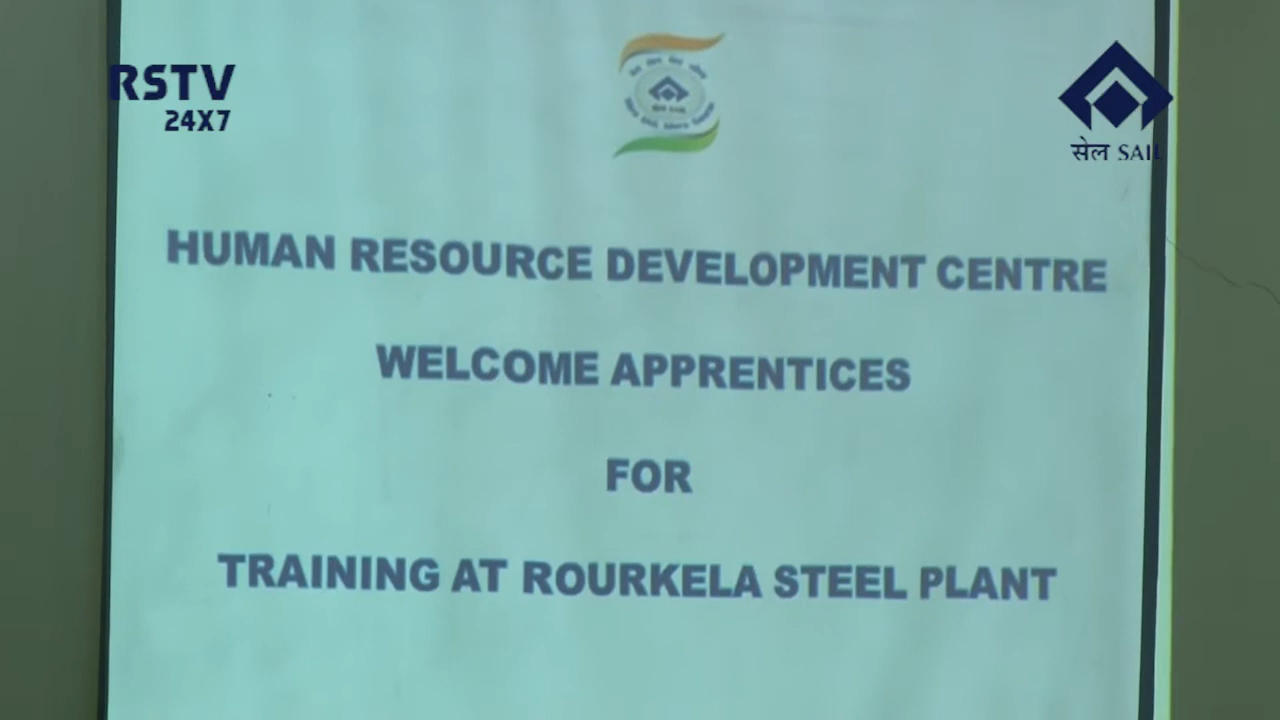 RSTV
24X7
सेल SAIL
HUMAN RESOURCE DEVELOPMENT CENTRE
WELCOME APPRENTICES
FOR
TRAINING AT ROURKELA STEEL PLANT